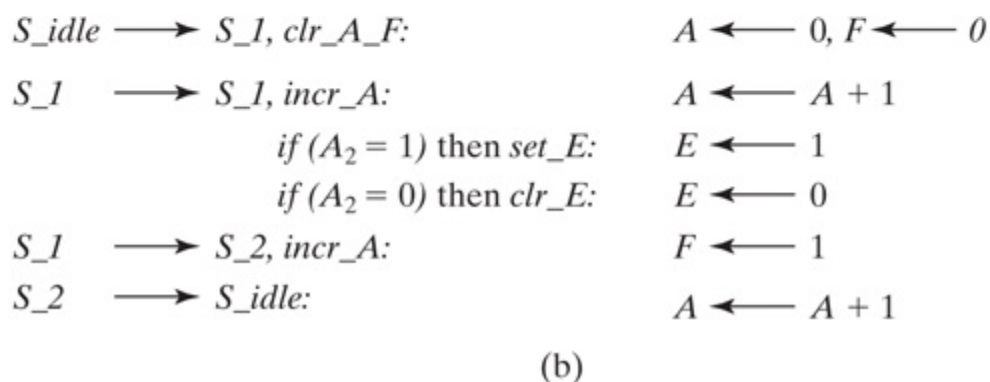 S_idle ⟶ S_1, clr_A_F: A ⟵ 0, F ⟵ 0
S_1 ⟶ S_1, incr_A: A ⟵ A + 1
if (A₂ = 1) then set_E: E ⟵ 1
if (A₂ = 0) then clr_E: E ⟵ 0
S_1 ⟶ S_2, incr_A: F ⟵ 1
S_2 ⟶ S_idle: A ⟵ A + 1
(b)